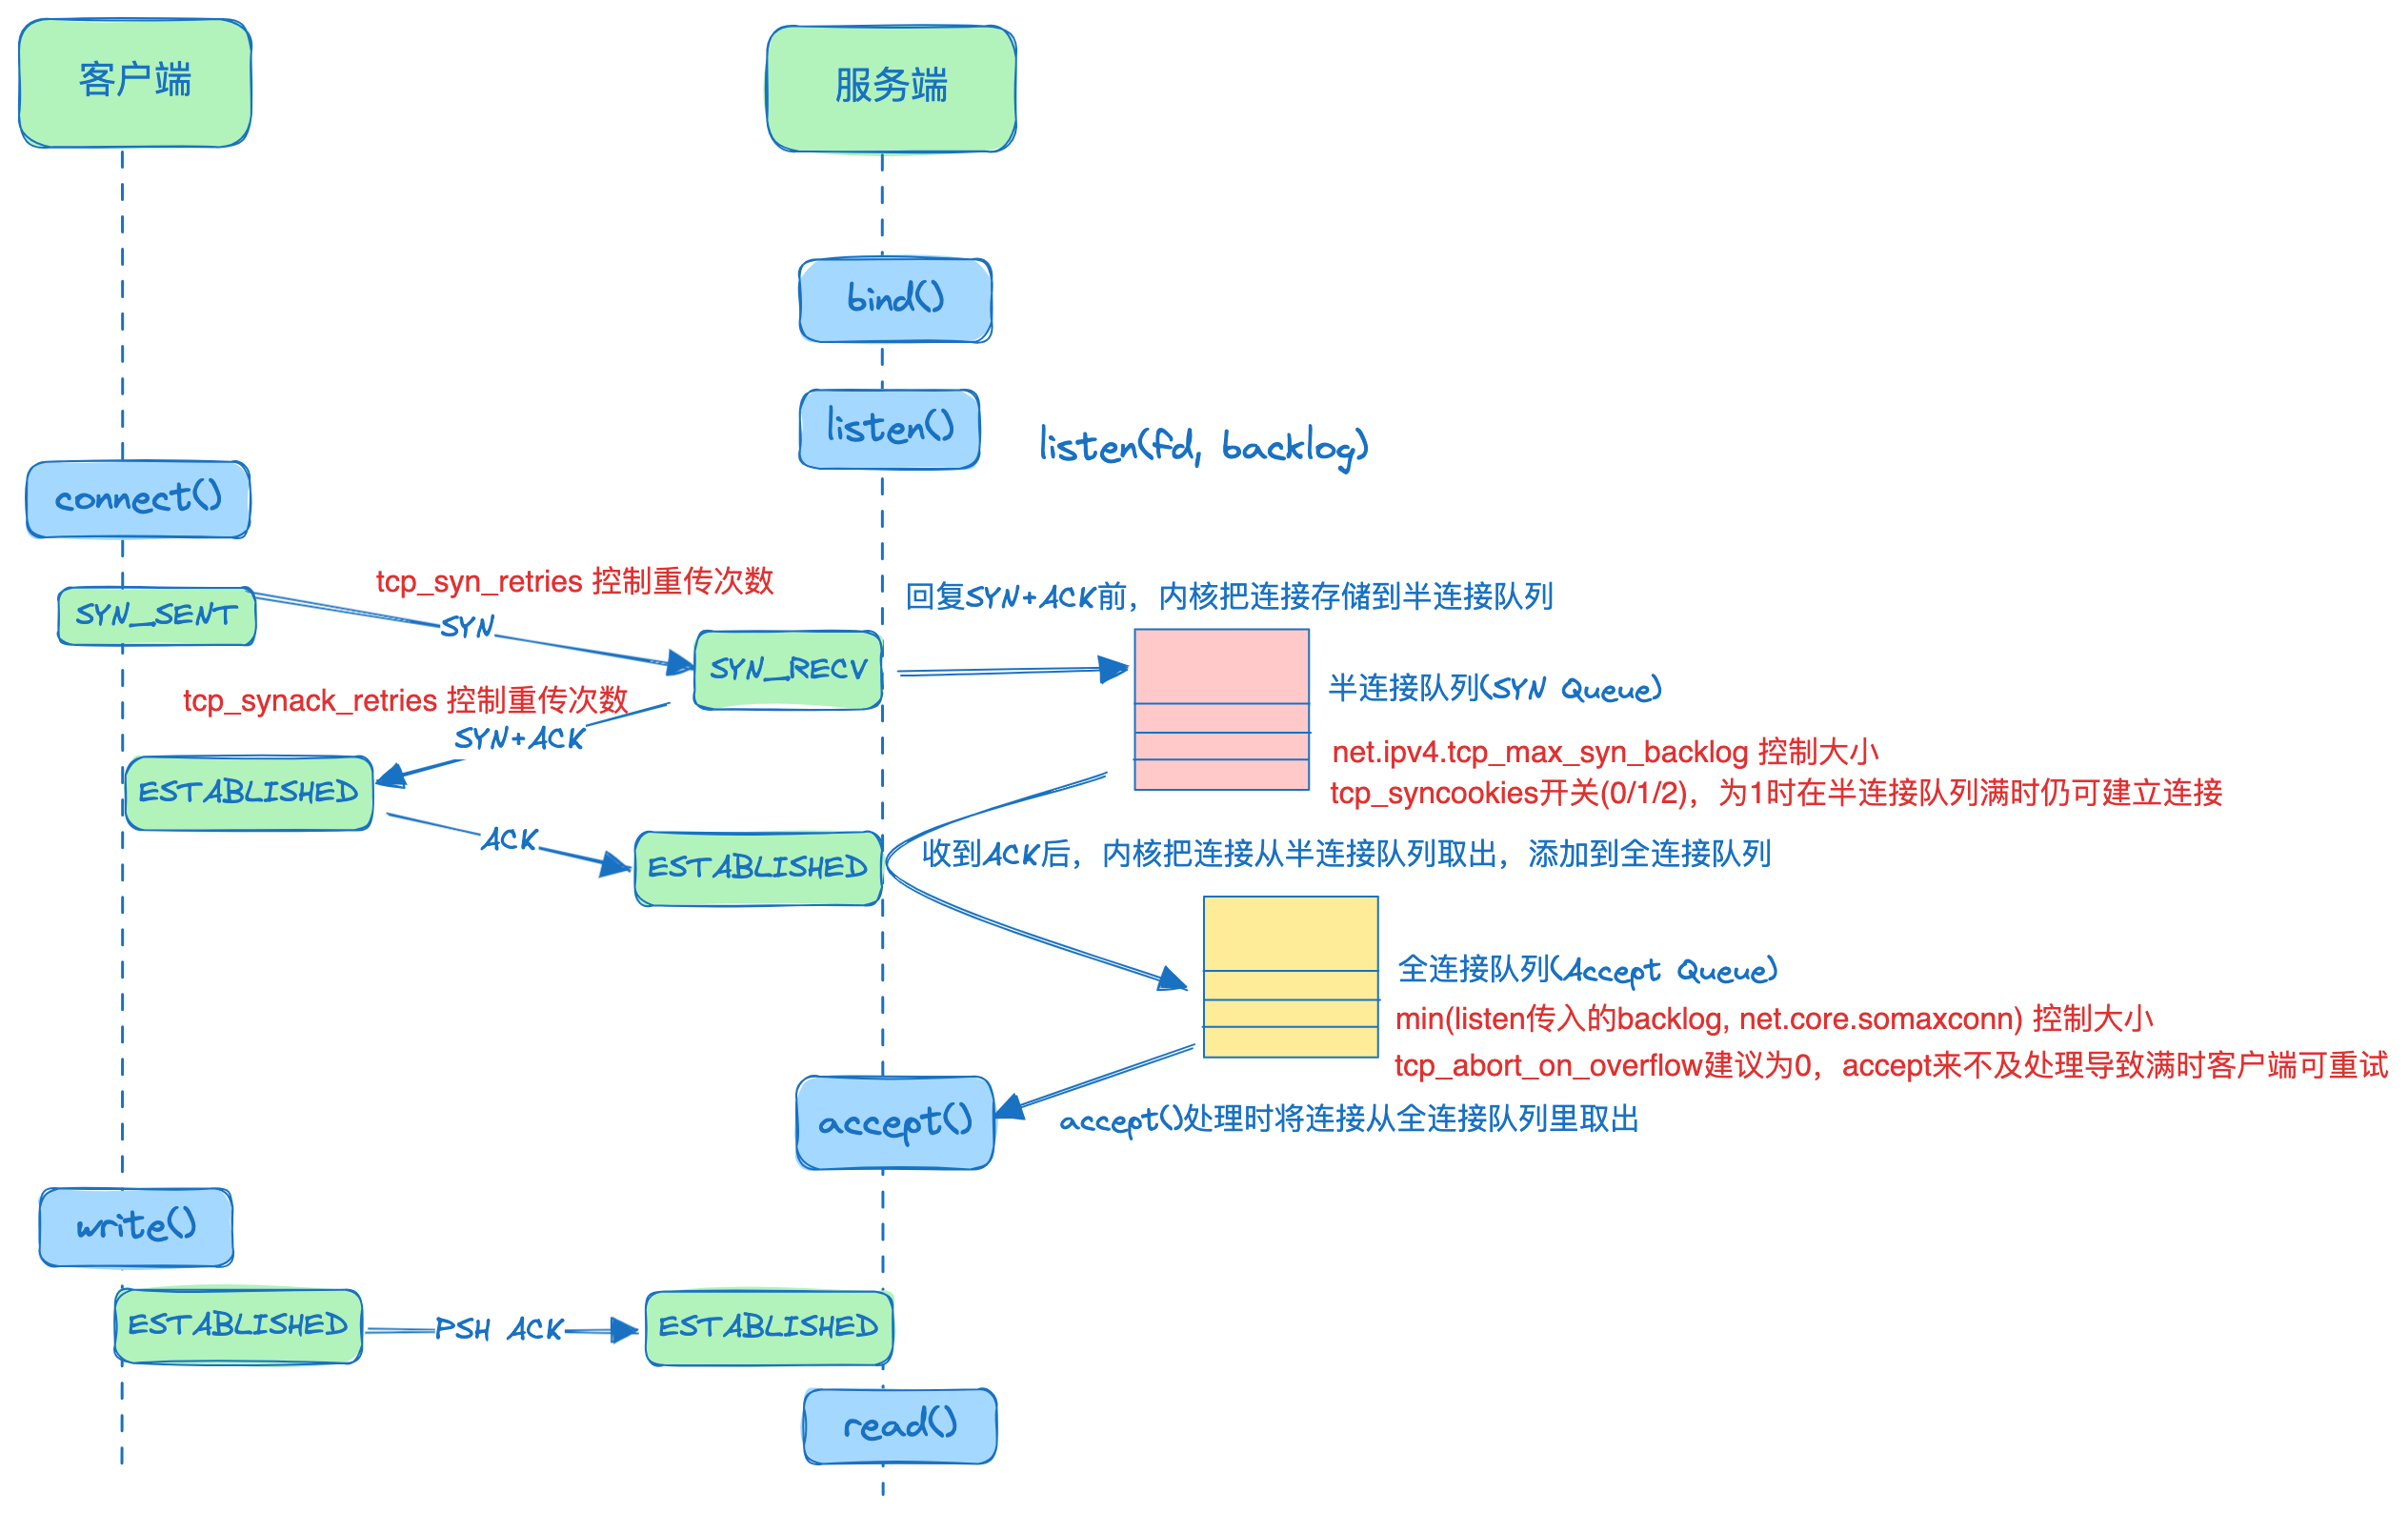 客户端
服务端
bind()
listen()
listen(fd, backlog)
connect()
tcp_syn_retries 控制重传次数
回复SYN+ACK前，内核把连接存储到半连接队列
SYN_SENT
SYN
SYN_RECV
半连接队列(SYN Queue)
tcp_synack_retries 控制重传次数
SYN+ACK
net.ipv4.tcp_max_syn_backlog 控制大小
tcp_syncookies开关(0/1/2)，为1时在半连接队列满时仍可建立连接
ESTABLISHED
ACK
ESTABLISHED
收到ACK后，内核把连接从半连接队列取出，添加到全连接队列
全连接队列(Accept Queue)
min(listen传入的backlog, net.core.somaxconn) 控制大小
tcp_abort_on_overflow建议为0，accept来不及处理导致满时客户端可重试
accept()
accept()处理时将连接从全连接队列里取出
write()
ESTABLISHED
PSH ACK
ESTABLISHED
read()